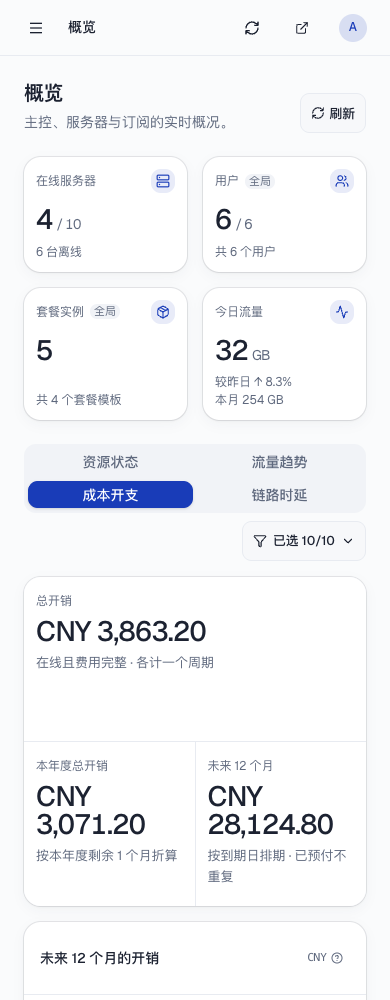 概览
A
概览
主控、服务器与订阅的实时概况。
刷新
在线服务器
4 / 10
6 台离线
用户 全局
6 / 6
共 6 个用户
套餐实例 全局
5
共 4 个套餐模板
今日流量
32 GB
较昨日 ↑ 8.3%
本月 254 GB
资源状态
流量趋势
成本开支
链路时延
已选 10/10
总开销
CNY 3,863.20
在线且费用完整 · 各计一个周期
本年度总开销
CNY
3,071.20
按本年度剩余 1 个月折算
未来 12 个月
CNY
28,124.80
按到期日排期 · 已预付不
重复
未来 12 个月的开销
CNY